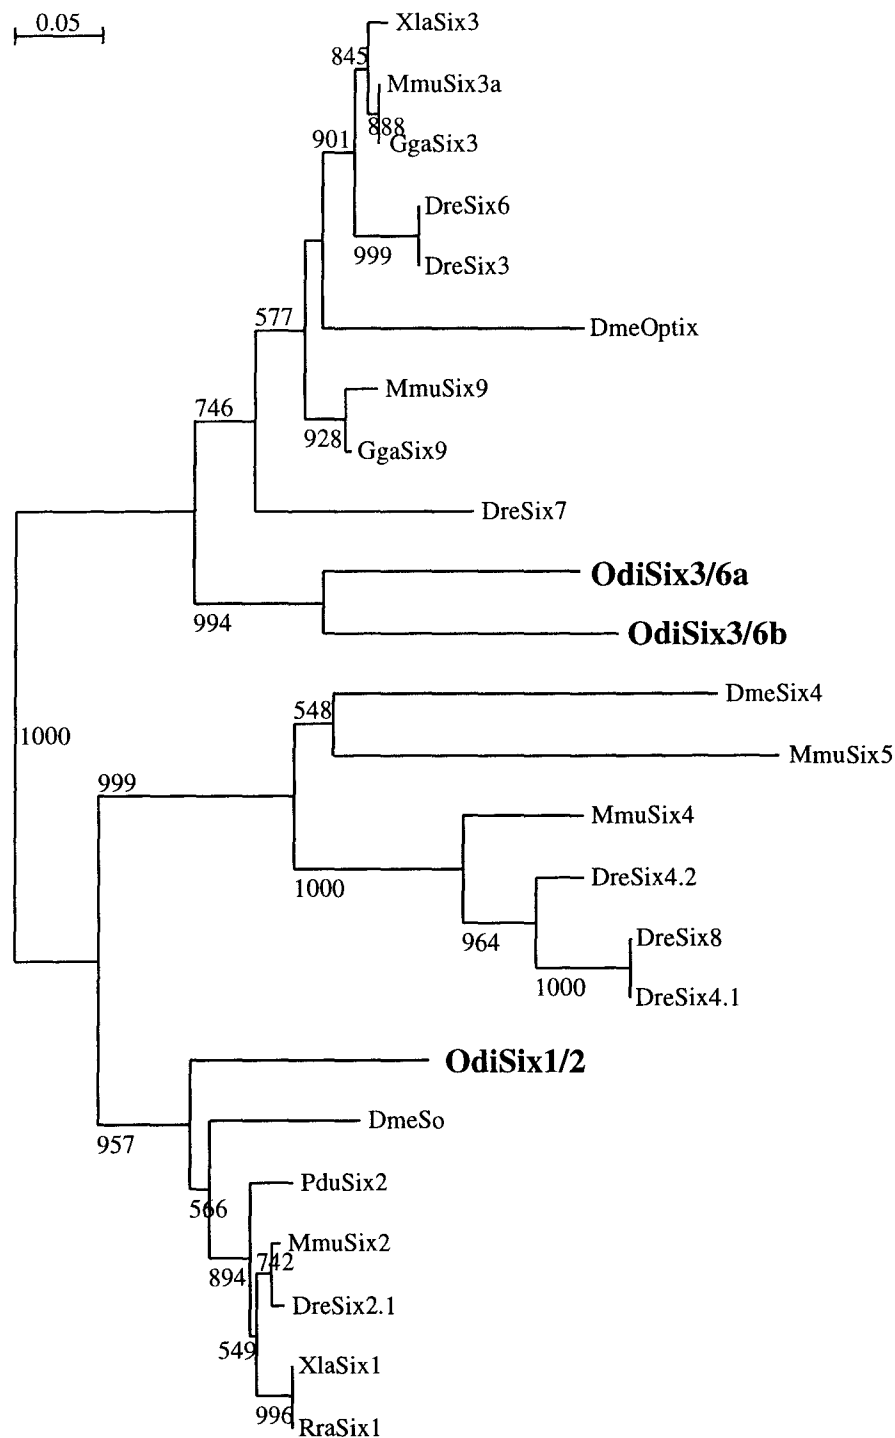 0.05
XlaSix3
845
MmuSix3a
888
901
GgaSix3
DreSix6
999
DreSix3
577
DmeOptix
MmuSix9
746
928
GgaSix9
DreSix7
OdiSix3/6a
994
OdiSix3/6b
DmeSix4
548
1000
MmuSix5
999
MmuSix4
DreSix4.2
1000
DreSix8
964
1000
DreSix4.1
OdiSix1/2
DmeSo
957
PduSix2
566
MmuSix2
742
894
DreSix2.1
549
XlaSix1
996
RraSix1